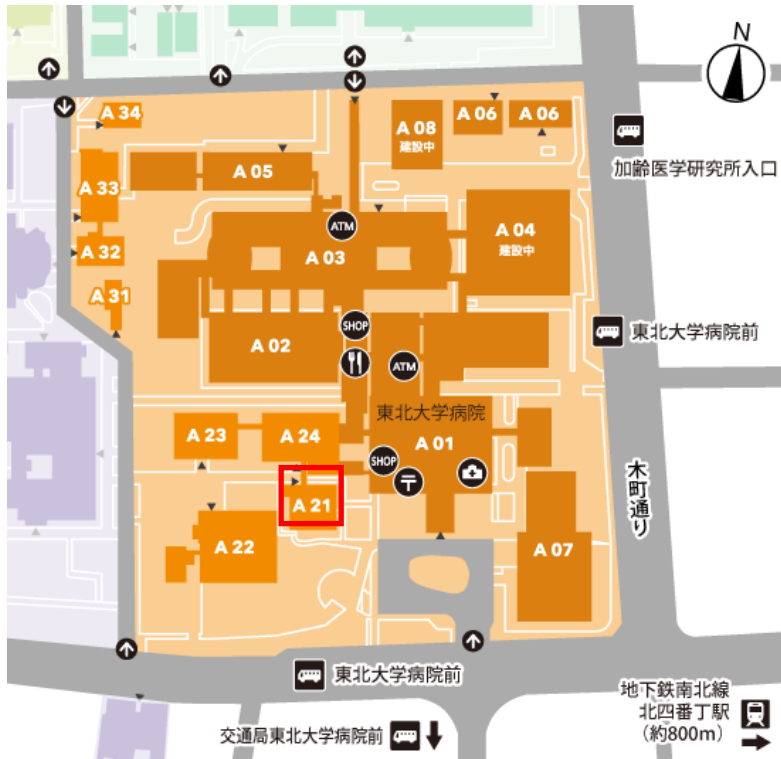 N
A 34
A 08
建設中
A 06
A 06
加齢医学研究所入口
A 33
A 05
ATM
A 04
建設中
A 32
A 03
A 31
SHOP
東北大学病院前
A 02
ATM
東北大学病院
A 23
A 24
A 01
SHOP
木町通り
A 21
A 22
A 07
東北大学病院前
地下鉄南北線
北四番丁駅
(約800m)
交通局東北大学病院前